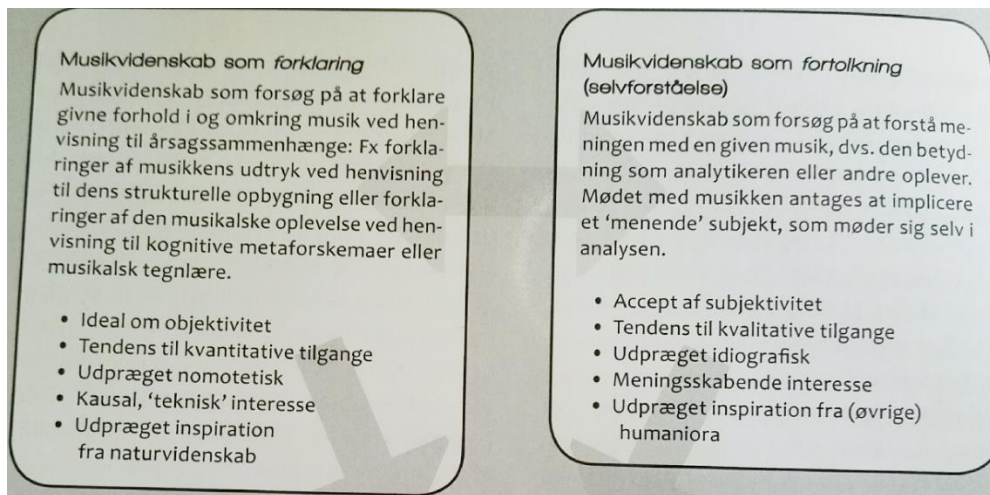 Musikvidenskab som forklaring
Musikvidenskab som forsøg på at forklare
givne forhold i og omkring musik ved hen-
visning til årsagssammenhænge: Fx forkla-
ringer af musikkens udtryk ved henvisning
til dens strukturelle opbygning eller forkla-
ringer af den musikalske oplevelse ved hen-
visning til kognitive metaforskemaer eller
musikalsk tegnlære.
• Ideal om objektivitet
• Tendens til kvantitative tilgange
• Udpræget nomotetisk
• Kausal, ‘teknisk’ interesse
• Udpræget inspiration
fra naturvidenskab
Musikvidenskab som fortolkning
(selvforståelse)
Musikvidenskab som forsøg på at forstå me-
ningen med en given musik, dvs. den betyd-
ning som analytikeren eller andre oplever.
Mødet med musikken antages at implicere
et ‘menende’ subjekt, som møder sig selv i
analysen.
• Accept af subjektivitet
• Tendens til kvalitative tilgange
• Udpræget idiografisk
• Meningsskabende interesse
• Udpræget inspiration fra (øvrige)
humaniora